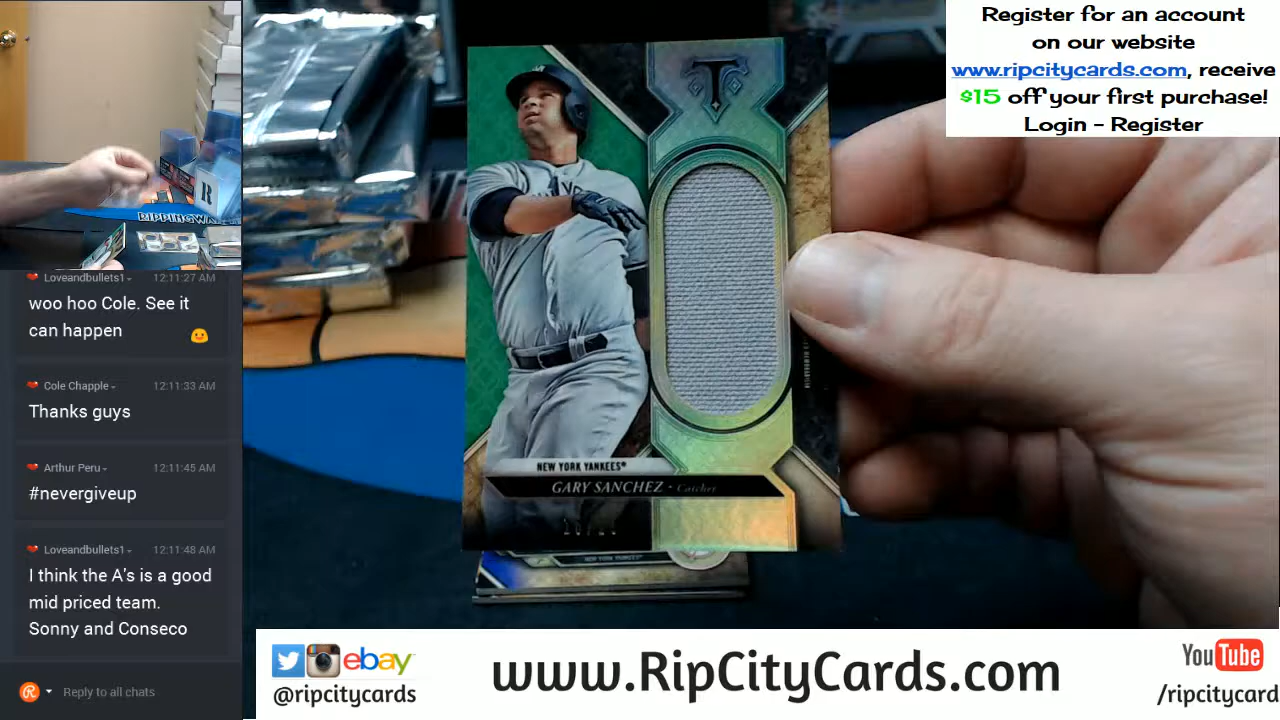 Register for an account
on our website
www.ripcitycards.com, receive
$15 off your first purchase!
Login - Register
R
RIPPINGWA
Loveandbullets1 12:11:27 AM
woo hoo Cole. See it
can happen
Cole Chapple 12:11:33 AM
Thanks guys
Arthur Peru 12:11:45 AM
#nevergiveup
Loveandbullets1 12:11:48 AM
I think the A's is a good
mid priced team.
Sonny and Conseco
Reply to all chats
T
NEW YORK YANKEES®
GARY SANCHEZ • Catcher
NEW YORK YANKEES®
ebay
@ripcitycards
www.RipCityCards.com
YouTube
/ripcitycard